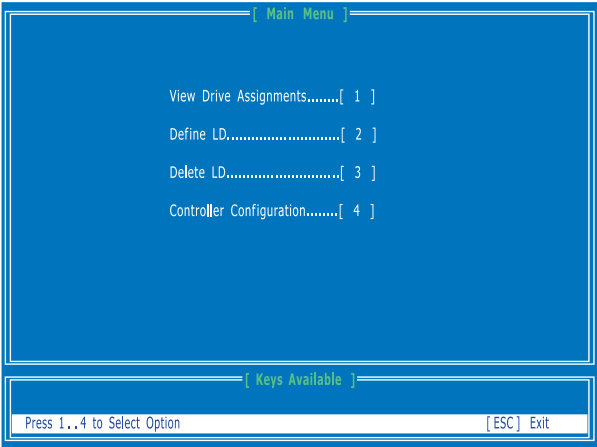 [ Main Menu ]
View Drive Assignments........[ 1 ]
Define LD............................[ 2 ]
Delete LD............................[ 3 ]
Controller Configuration........[ 4 ]
[ Keys Available ]
Press 1..4 to Select Option [ESC] Exit